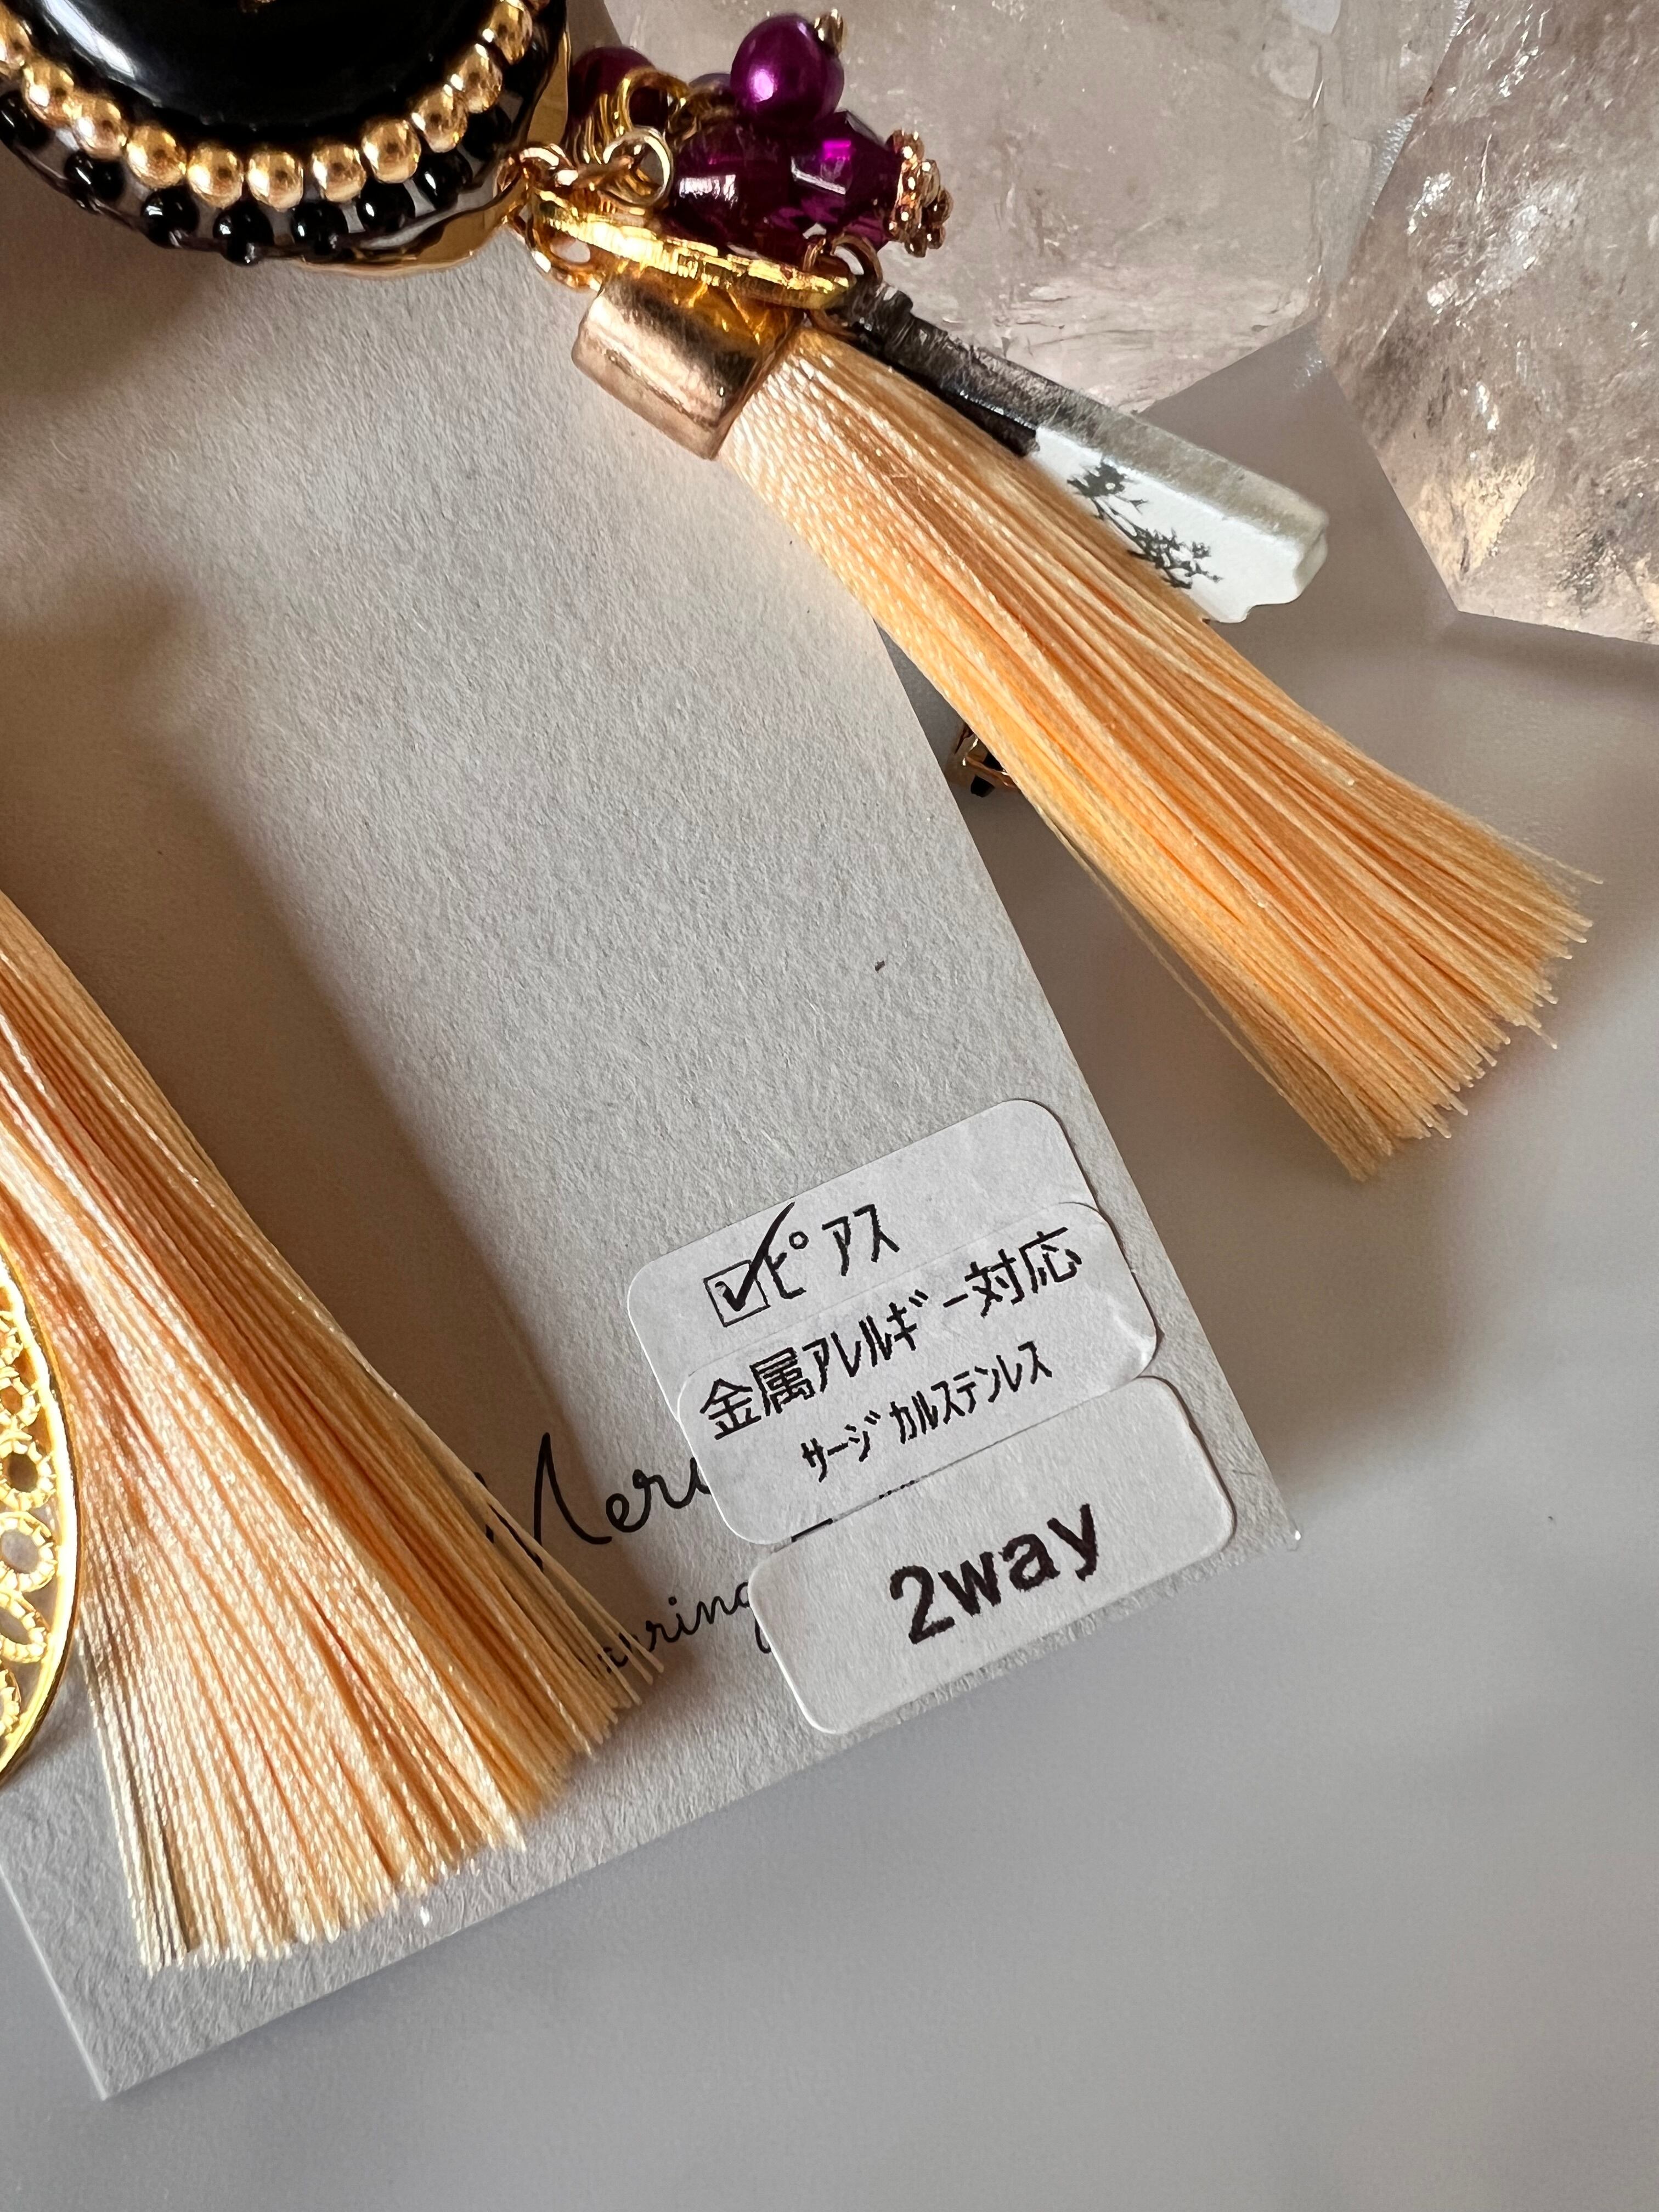 ☑ピアス
金属アレルギー対応
サージカルステンレス
2way